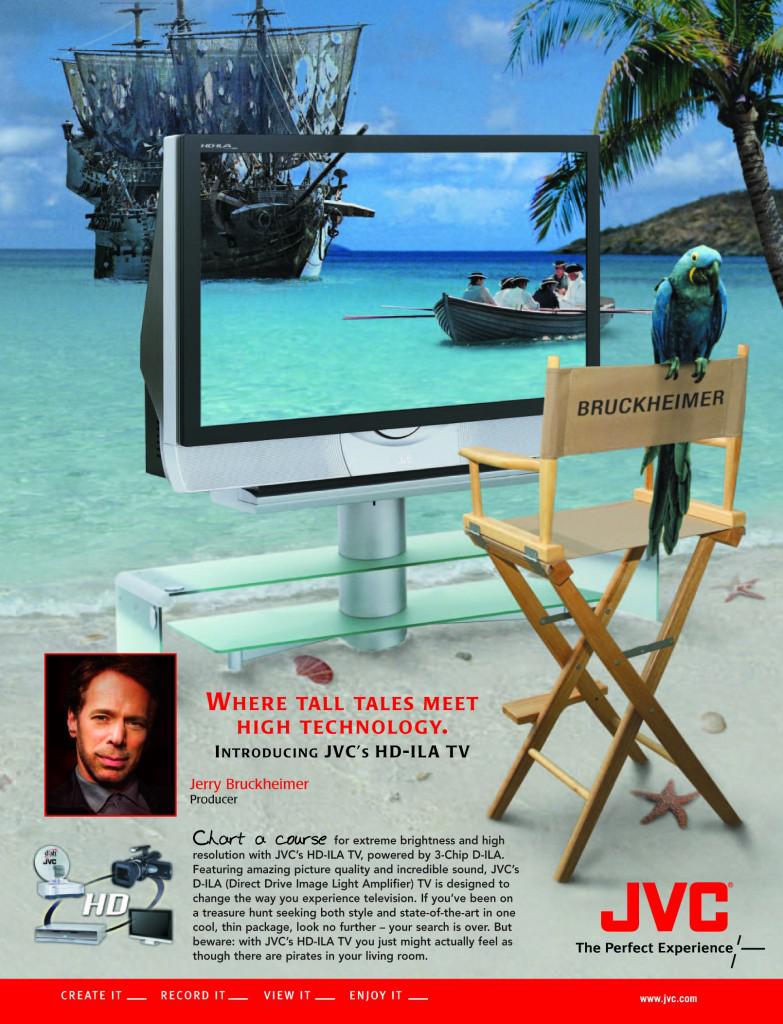 HD-ILA
JVC
BRUCKHEIMER
WHERE TALL TALES MEET
HIGH TECHNOLOGY.
INTRODUCING JVC'S HD-ILA TV
Jerry Bruckheimer
Producer
Chart a course for extreme brightness and high
resolution with JVC's HD-ILA TV, powered by 3-Chip D-ILA.
Featuring amazing picture quality and incredible sound, JVC's
D-ILA (Direct Drive Image Light Amplifier) TV is designed to
change the way you experience television. If you've been on
a treasure hunt seeking both style and state-of-the-art in one
cool, thin package, look no further – your search is over. But
beware: with JVC's HD-ILA TV you just might actually feel as
though there are pirates in your living room.
JVC
HD
JVC®
The Perfect Experience
CREATE IT __ RECORD IT __ VIEW IT __ ENJOY IT __
www.jvc.com